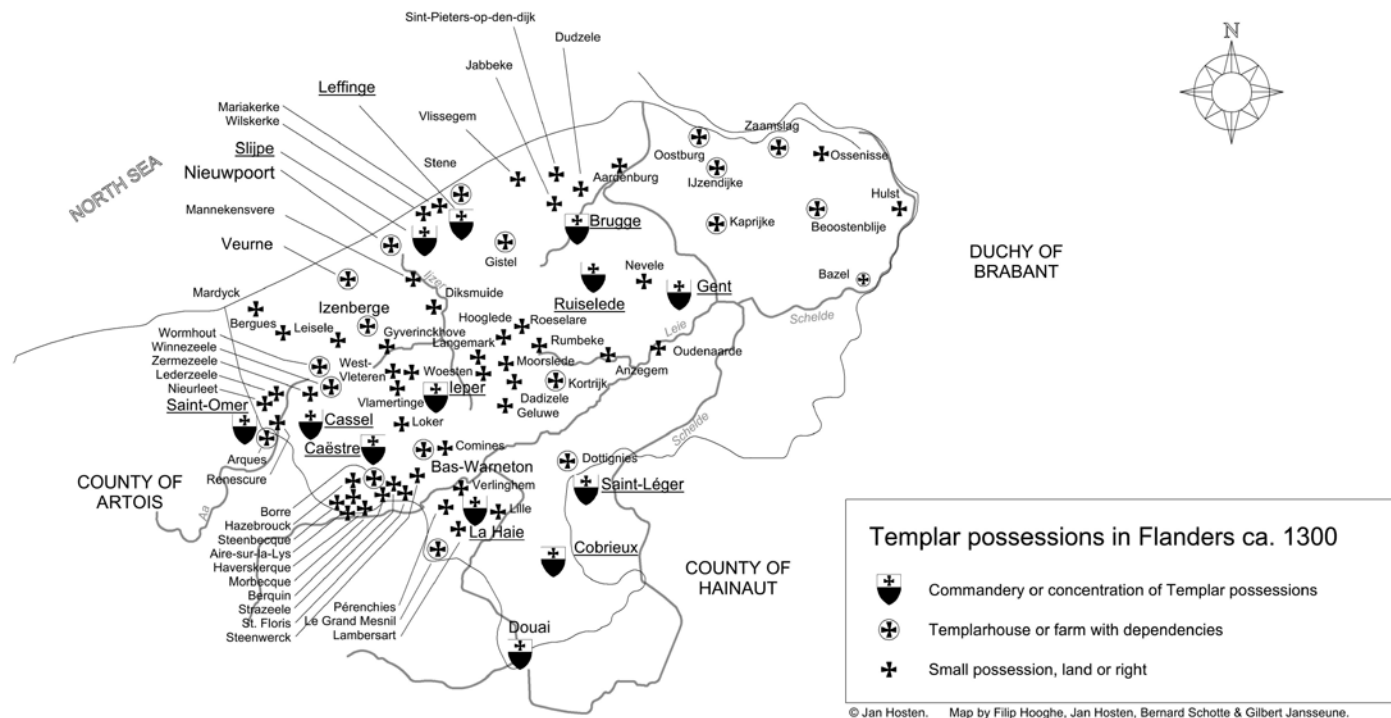 Sint-Pieters-op-den-dijk
Dudzele
Jabbeke
N
Leffinge
Mariakerke
Wilskerke
Vlissegem
Zaamslag
Slijpe
Stene
Oostburg
Ossenisse
NORTH SEA
Nieuwpoort
Aardenburg
IJzendijke
Mannekensvere
Brugge
Kaprijke
Hulst
Beoostenblije
Veurne
Gistel
DUCHY OF
BRABANT
Ijzer
Nevele
Bazel
Mardyck
Diksmuide
Ruiselede
Gent
Izenberge
Schelde
Bergues
Leisele
Hooglede
Roeselare
Leie
Wormhout
Gyverinckhove
Langemark
Rumbeke
Winnezeele
Zermezeele
West-
Vleteren
Woesten
Moorslede
Oudenaarde
Anzegem
Lederzeele
Nieurleet
Ieper
Kortrijk
Vlamertinge
Dadizele
Geluwe
Saint-Omer
Cassel
Loker
Schelde
Caëstre
Comines
Arques
Dottignies
Renescure
Bas-Warneton
COUNTY OF
ARTOIS
Verlinghem
Saint-Léger
Aa
Borre
Lille
Hazebrouck
La Haie
Steenbecque
Aire-sur-la-Lys
Cobrieux
Haverskerque
Morbecque
COUNTY OF
HAINAUT
Berquin
Strazeele
Pérenchies
St. Floris
Le Grand Mesnil
Steenwerck
Lambersart
Douai
Templar possessions in Flanders ca. 1300
Commandery or concentration of Templar possessions
Templarhouse or farm with dependencies
Small possession, land or right
© Jan Hosten. Map by Filip Hooghe, Jan Hosten, Bernard Schotte & Gilbert Jansseune.